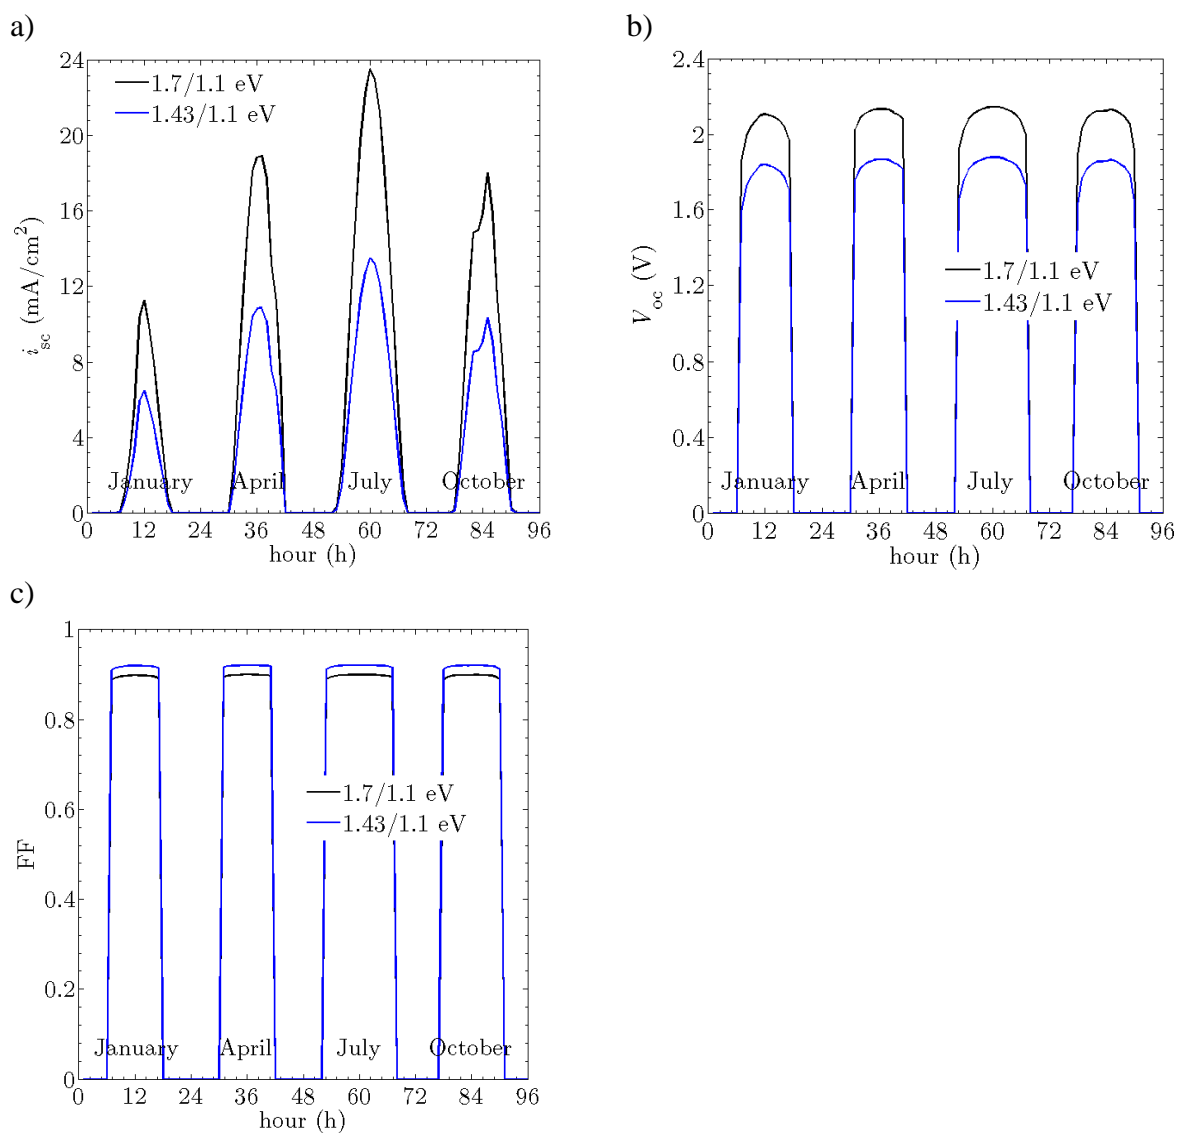 a)
24
20
16
12
8
4
0
i_sc (mA/cm²)
1.7/1.1 eV
1.43/1.1 eV
January April July October
0 12 24 36 48 60 72 84 96
hour (h)
b)
2.4
2
1.6
1.2
0.8
0.4
0
V_oc (V)
1.7/1.1 eV
1.43/1.1 eV
January April July October
0 12 24 36 48 60 72 84 96
hour (h)
c)
1
0.8
0.6
0.4
0.2
0
FF
1.7/1.1 eV
1.43/1.1 eV
January April July October
0 12 24 36 48 60 72 84 96
hour (h)